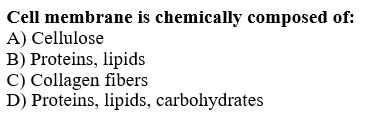 Cell membrane is chemically composed of:
A) Cellulose
B) Proteins, lipids
C) Collagen fibers
D) Proteins, lipids, carbohydrates